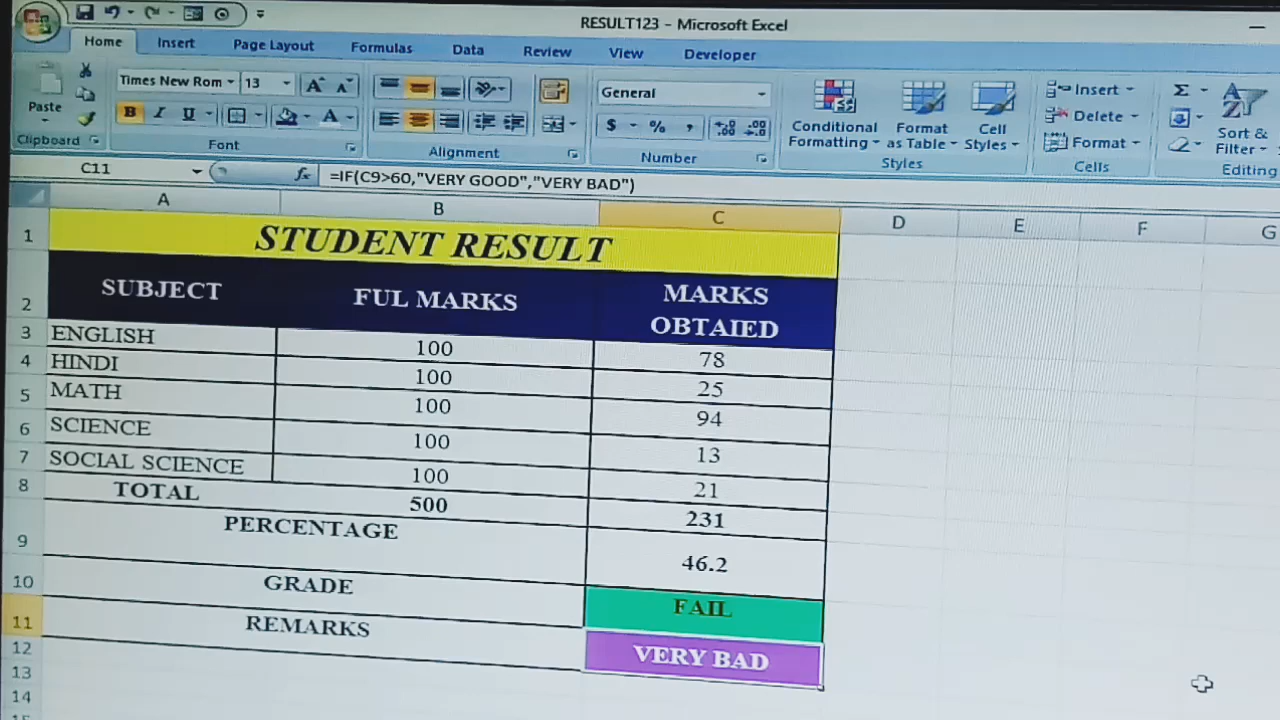 RESULT123 - Microsoft Excel
Home Insert Page Layout Formulas Data Review View Developer
Paste
Clipboard
Times New Rom 13
B I U
A
Font
Alignment
General
$ % ,
Number
Conditional Formatting
Format as Table
Cell Styles
Styles
Insert
Delete
Format
Cells
Σ
Sort & Filter
Editing
C11 fx =IF(C9>60,"VERY GOOD","VERY BAD")
A B C D E F G
1 STUDENT RESULT
2 SUBJECT FUL MARKS MARKS OBTAIED
3 ENGLISH 100 78
4 HINDI 100 25
5 MATH 100 94
6 SCIENCE 100 13
7 SOCIAL SCIENCE 100 21
8 TOTAL 500 231
9 PERCENTAGE 46.2
10 GRADE FAIL
11 REMARKS VERY BAD
12
13
14
15